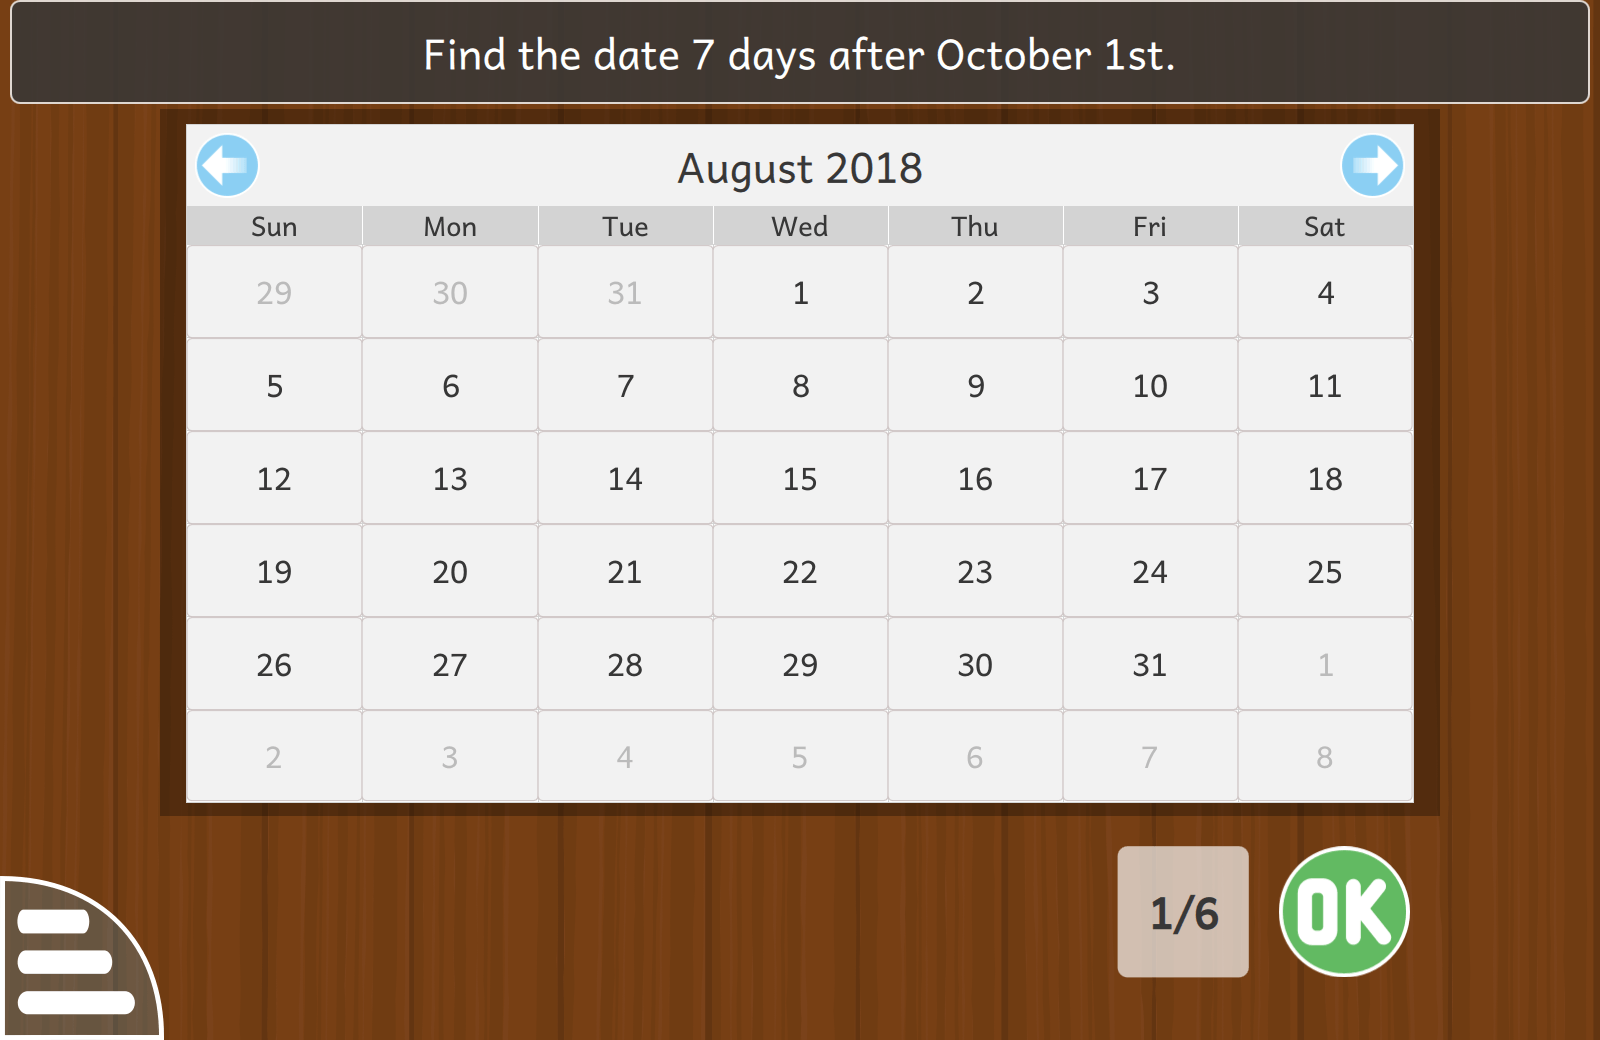 Find the date 7 days after October 1st.
August 2018
Sun Mon Tue Wed Thu Fri Sat
29 30 31 1 2 3 4
5 6 7 8 9 10 11
12 13 14 15 16 17 18
19 20 21 22 23 24 25
26 27 28 29 30 31 1
2 3 4 5 6 7 8
1/6 OK